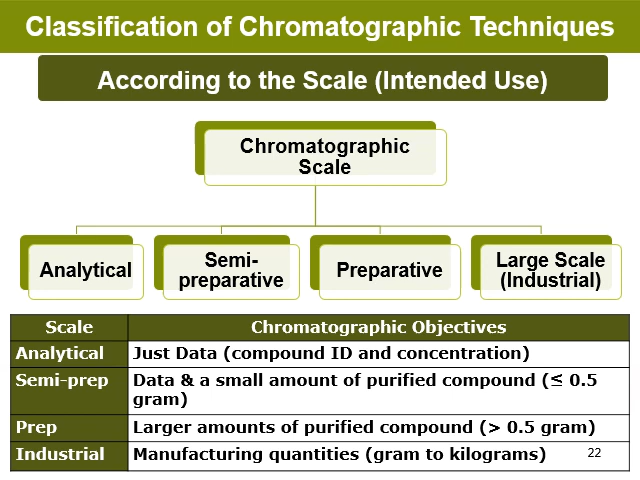 Classification of Chromatographic Techniques
According to the Scale (Intended Use)
Chromatographic
Scale
Analytical
Semi-
preparative
Preparative
Large Scale
(Industrial)
Scale Chromatographic Objectives
Analytical Just Data (compound ID and concentration)
Semi-prep Data & a small amount of purified compound (≤ 0.5
gram)
Prep Larger amounts of purified compound (> 0.5 gram)
Industrial Manufacturing quantities (gram to kilograms)
22